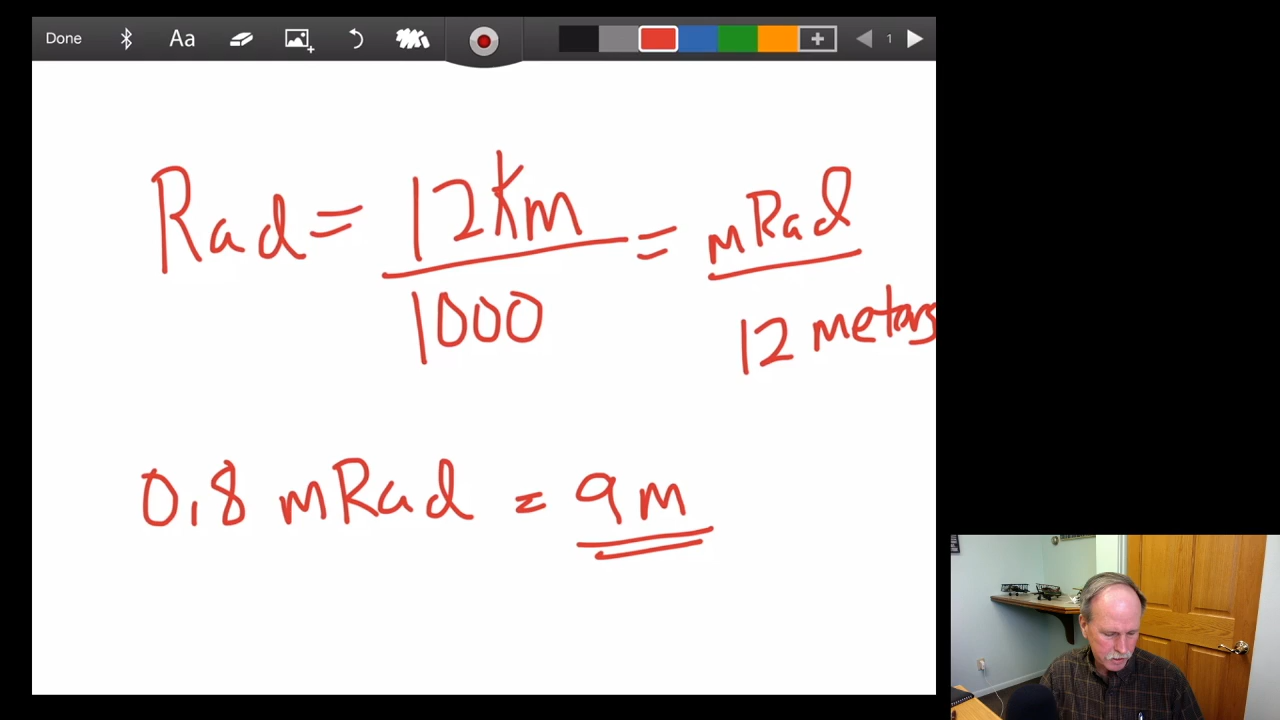 Done Aa 1
Rad = 12Km = mRad
1000 12 meters
0.8 mRad = 9m